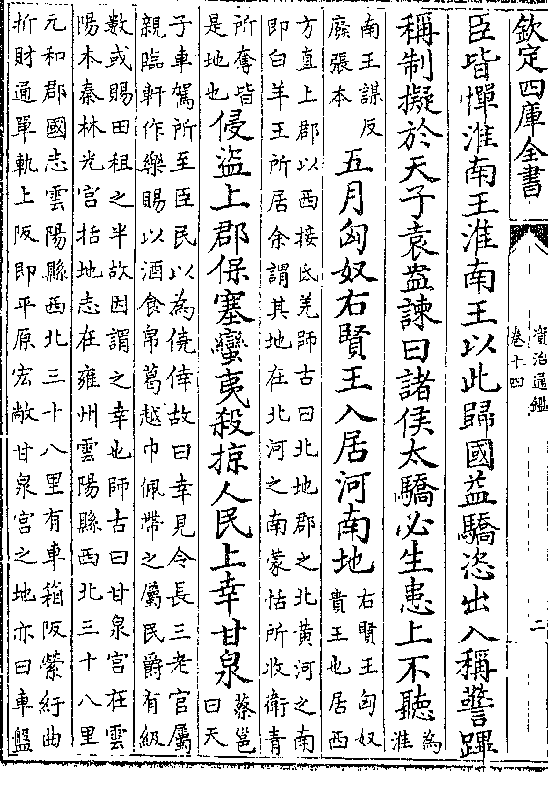 欽定四庫全書
資治通鑑
卷十四
二
臣皆憚淮南王淮南王以此歸國益驕恣出入稱警蹕
稱制擬於天子袁盎諫曰諸侯太驕必生患上不聽
為
淮
南王謀反
廢張本
五月匈奴右賢王入居河南地
右賢王匈奴
貴王也居西
方直上郡以西接氐羌師古曰北地郡之北黃河之南
即白羊王所居余謂其地在北河之南蒙恬所收衛青
所奪皆
是地也
侵盜上郡保塞蠻夷殺掠人民上幸甘泉
蔡邕
曰天
子車駕所至臣民以為僥倖故曰幸見令長三老官屬
親臨軒作樂賜以酒食帛葛越巾佩帶之屬民爵有級
數或賜田租之半故因謂之幸也師古曰甘泉宮在雲
陽本秦林光宮括地志在雍州雲陽縣西北三十八里
元和郡國志雲陽縣西北三十八里有車箱阪縈紆曲
折財通單軌上阪即平原宏敞甘泉宮之地亦曰車盤